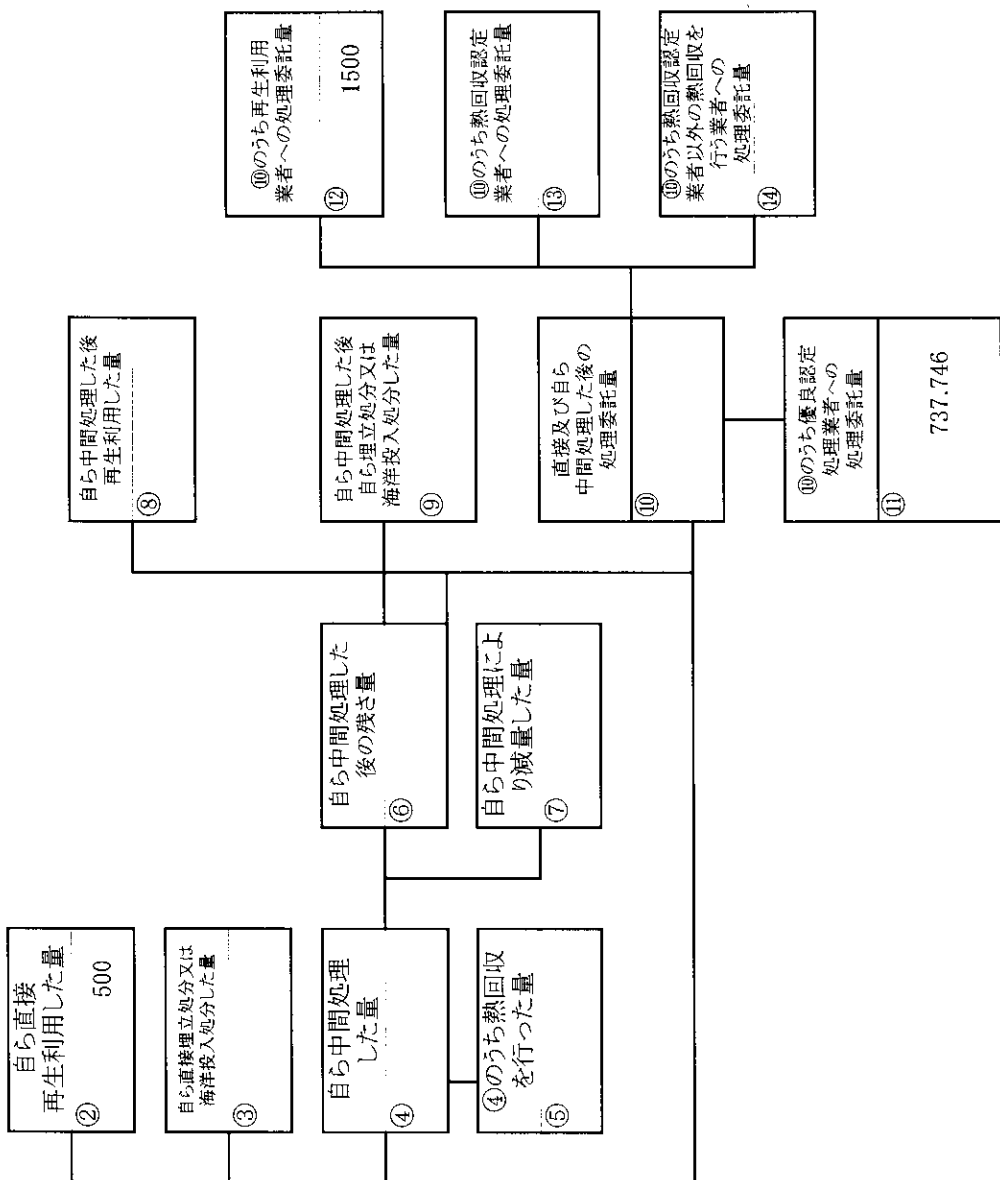 自ら直接
再生利用した量
②
500
自ら直接埋立処分又は
海洋投入処分した量
③
自ら中間処理
した量
④
④のうち熱回収
を行った量
⑤
自ら中間処理した
後の残さ量
⑥
自ら中間処理によ
り減量した量
⑦
自ら中間処理した後
再生利用した量
⑧
自ら中間処理した後
自ら埋立処分又は
海洋投入処分した量
⑨
直接及び自ら
中間処理した後の
処理委託量
⑩
⑩のうち優良認定
処理業者への
処理委託量
⑪
737.746
⑩のうち再生利用
業者への処理委託量
⑫
1500
⑩のうち熱回収認定
業者への処理委託量
⑬
⑩のうち熱回収認定
業者以外の熱回収を
行う業者への
処理委託量
⑭